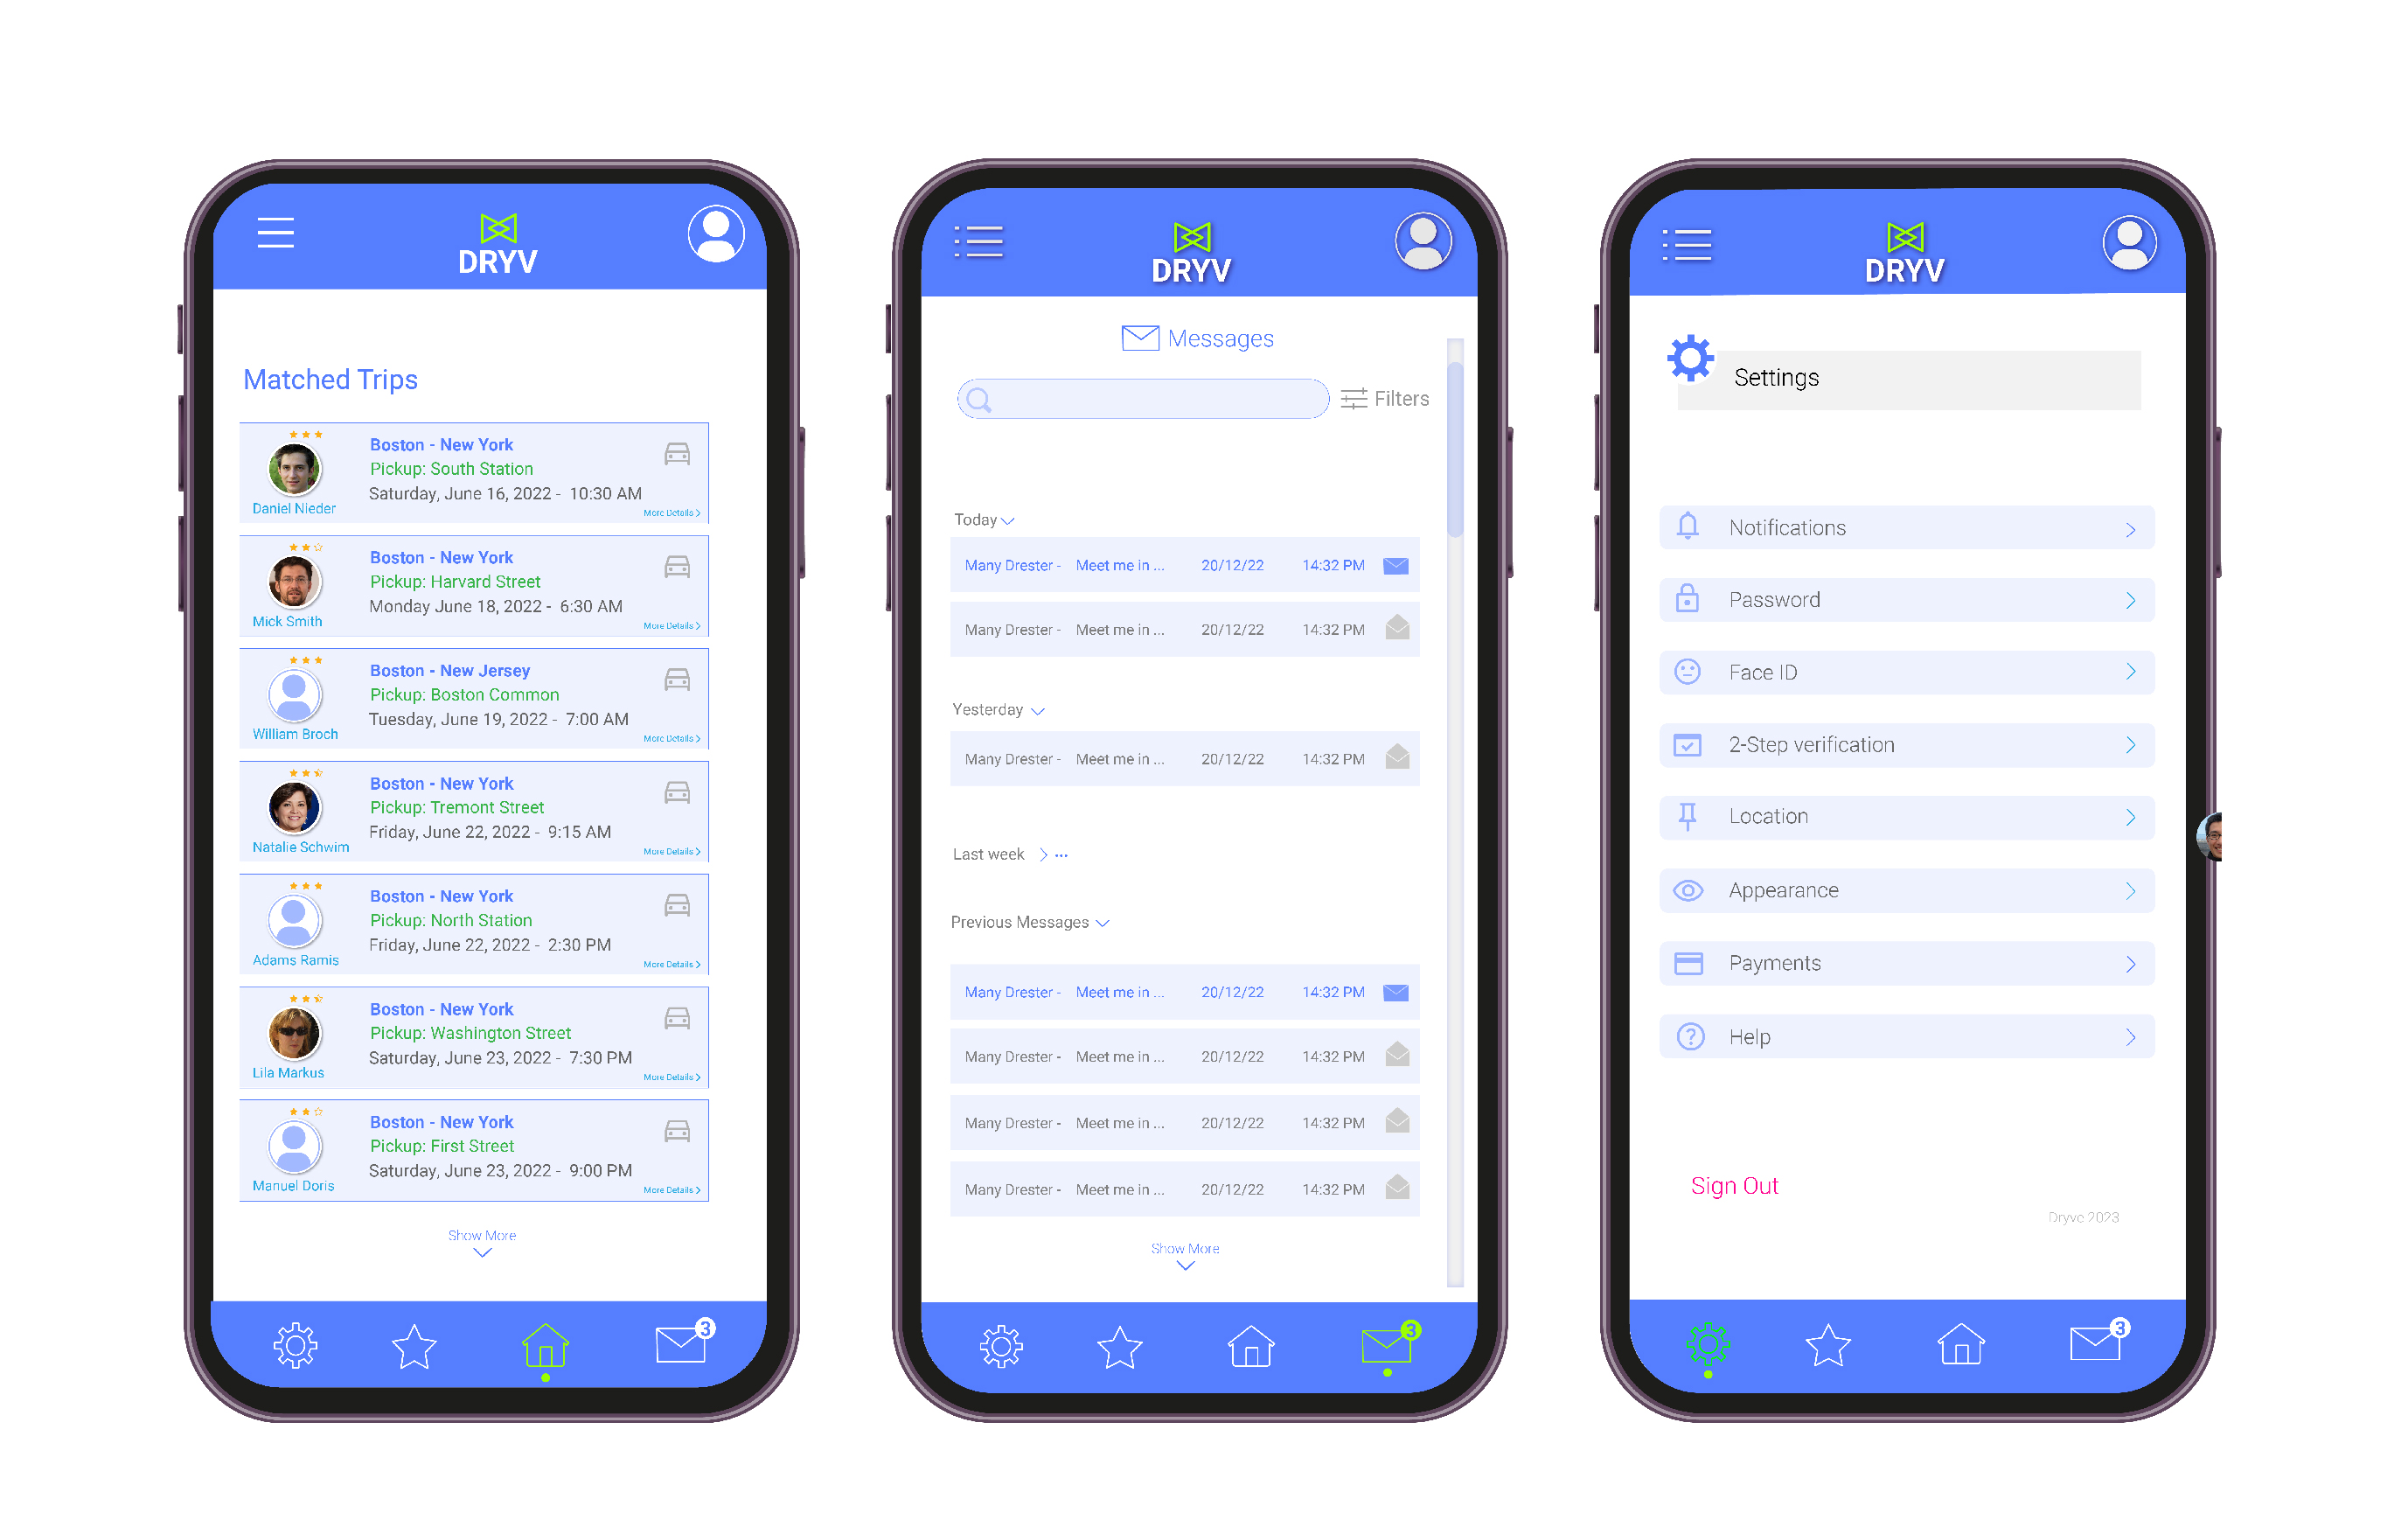 DRYV
Matched Trips
Boston - New York
Pickup: South Station
Saturday, June 16, 2022 - 10:30 AM
Daniel Nieder
More Details
Boston - New York
Pickup: Harvard Street
Monday June 18, 2022 - 6:30 AM
Mick Smith
More Details
Boston - New Jersey
Pickup: Boston Common
Tuesday, June 19, 2022 - 7:00 AM
William Broch
More Details
Boston - New York
Pickup: Tremont Street
Friday, June 22, 2022 - 9:15 AM
Natalie Schwim
More Details
Boston - New York
Pickup: North Station
Friday, June 22, 2022 - 2:30 PM
Adams Ramis
More Details
Boston - New York
Pickup: Washington Street
Saturday, June 23, 2022 - 7:30 PM
Lila Markus
More Details
Boston - New York
Pickup: First Street
Saturday, June 23, 2022 - 9:00 PM
Manuel Doris
More Details
Show More
3
DRYV
Messages
Filters
Today
Many Drester - Meet me in ... 20/12/22 14:32 PM
Many Drester - Meet me in ... 20/12/22 14:32 PM
Yesterday
Many Drester - Meet me in ... 20/12/22 14:32 PM
Last week ...
Previous Messages
Many Drester - Meet me in ... 20/12/22 14:32 PM
Many Drester - Meet me in ... 20/12/22 14:32 PM
Many Drester - Meet me in ... 20/12/22 14:32 PM
Many Drester - Meet me in ... 20/12/22 14:32 PM
Show More
3
DRYV
Settings
Notifications
Password
Face ID
2-Step verification
Location
Appearance
Payments
Help
Sign Out
Dryve 2023
3